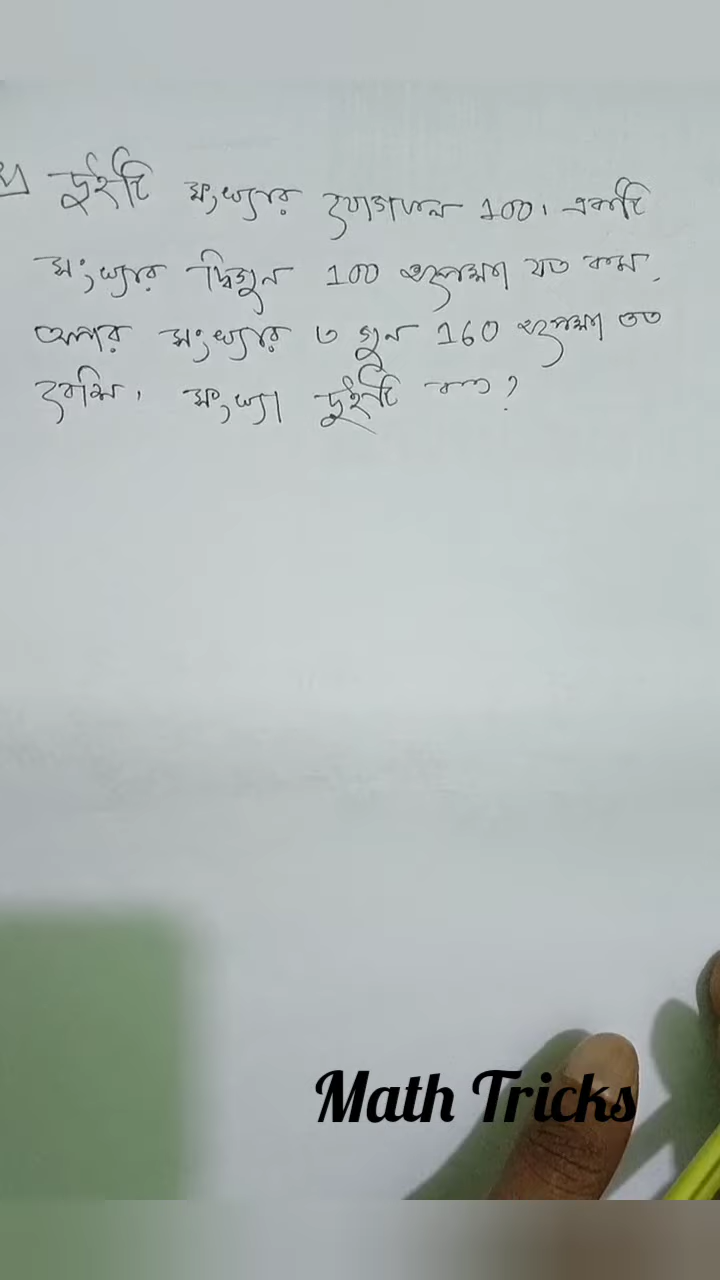 দুইটি সংখ্যার যোগফল 100। একটি
সংখ্যার দ্বিগুন 100 অপেক্ষা যত কম,
অপর সংখ্যার ৩ গুন 160 অপেক্ষা তত
বেশি। সংখ্যা দুইটি কত?
Math Tricks